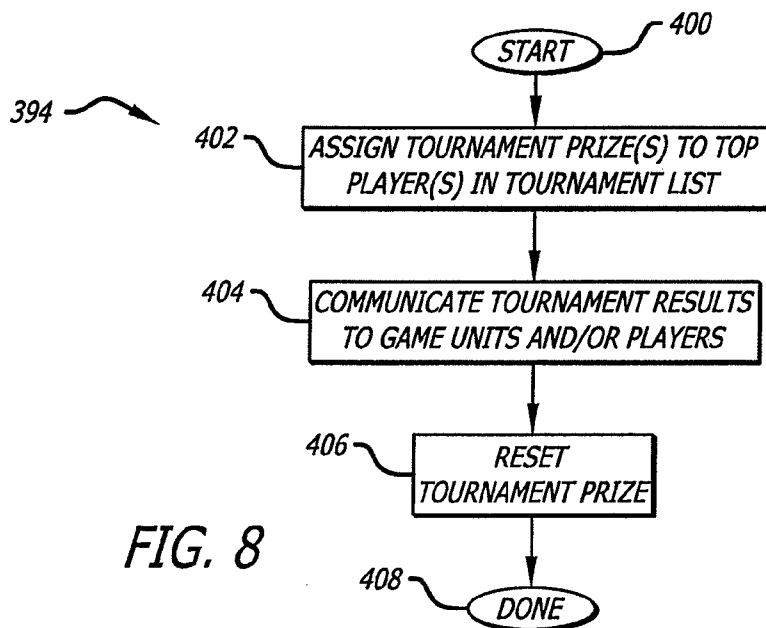 START
400
394
402
ASSIGN TOURNAMENT PRIZE(S) TO TOP
PLAYER(S) IN TOURNAMENT LIST
404
COMMUNICATE TOURNAMENT RESULTS
TO GAME UNITS AND/OR PLAYERS
406
RESET
TOURNAMENT PRIZE
FIG. 8
408
DONE